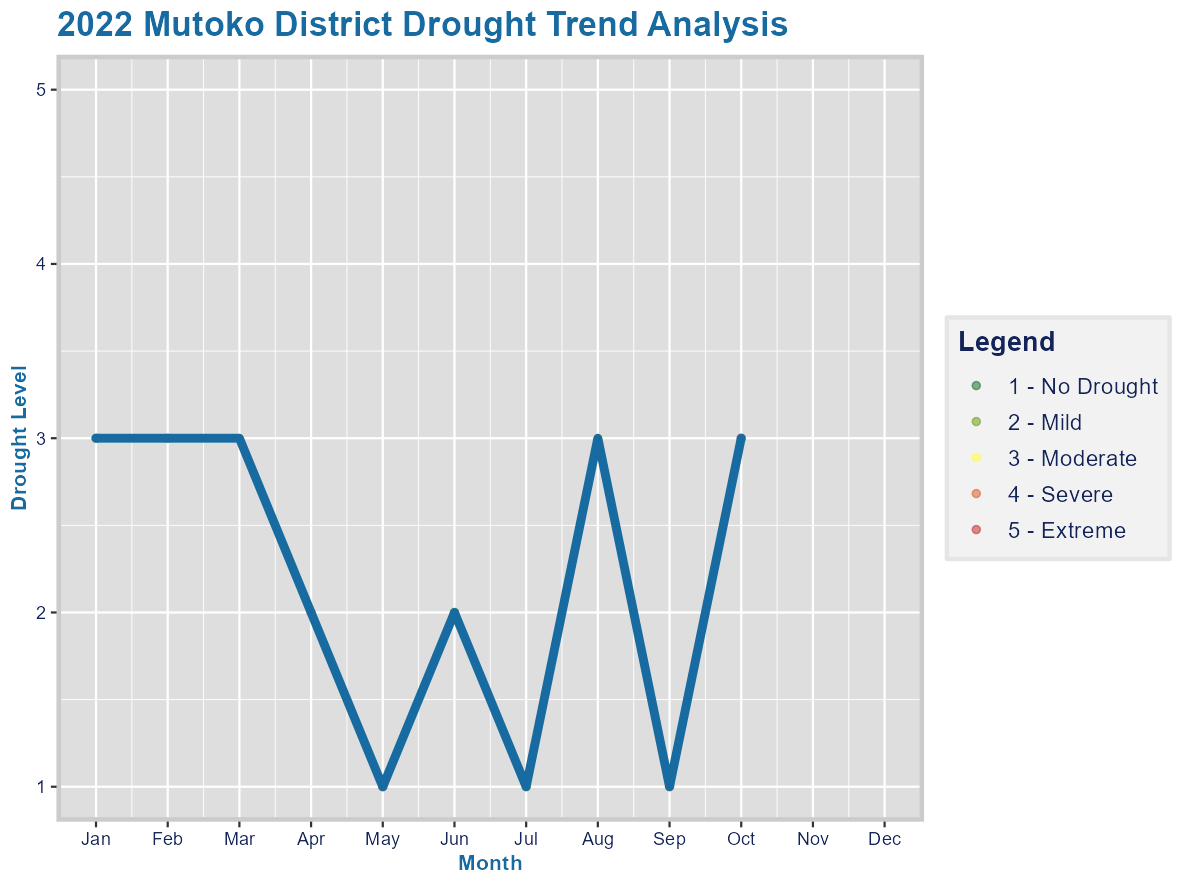 2022 Mutoko District Drought Trend Analysis
Drought Level
5
4
3
2
1
Jan Feb Mar Apr May Jun Jul Aug Sep Oct Nov Dec
Month
Legend
1 - No Drought
2 - Mild
3 - Moderate
4 - Severe
5 - Extreme